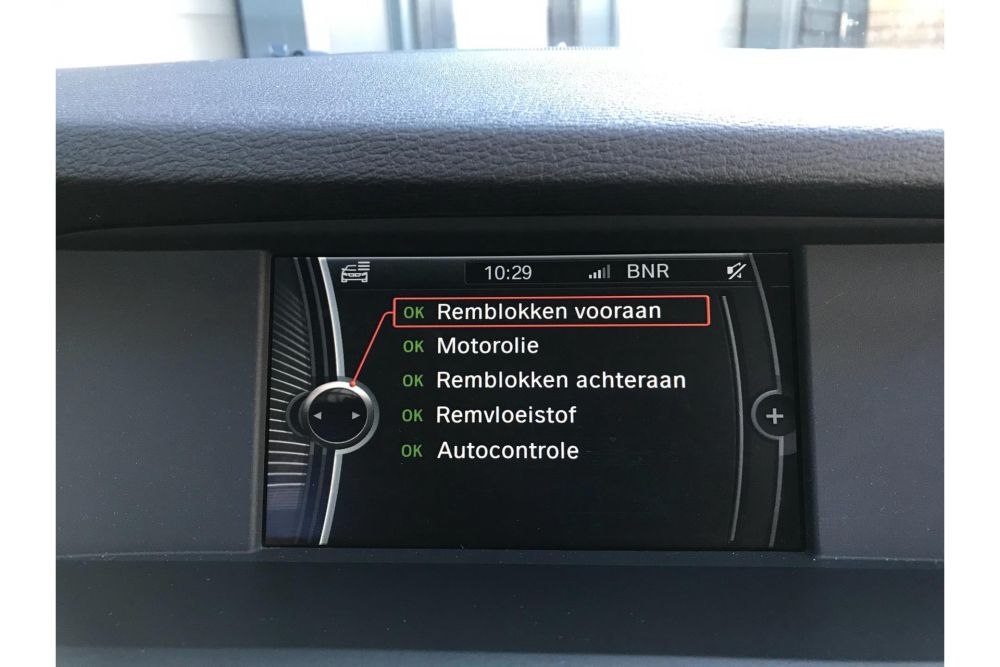 10:29 BNR
OK Remblokken vooraan
OK Motorolie
OK Remblokken achteraan
OK Remvloeistof
OK Autocontrole